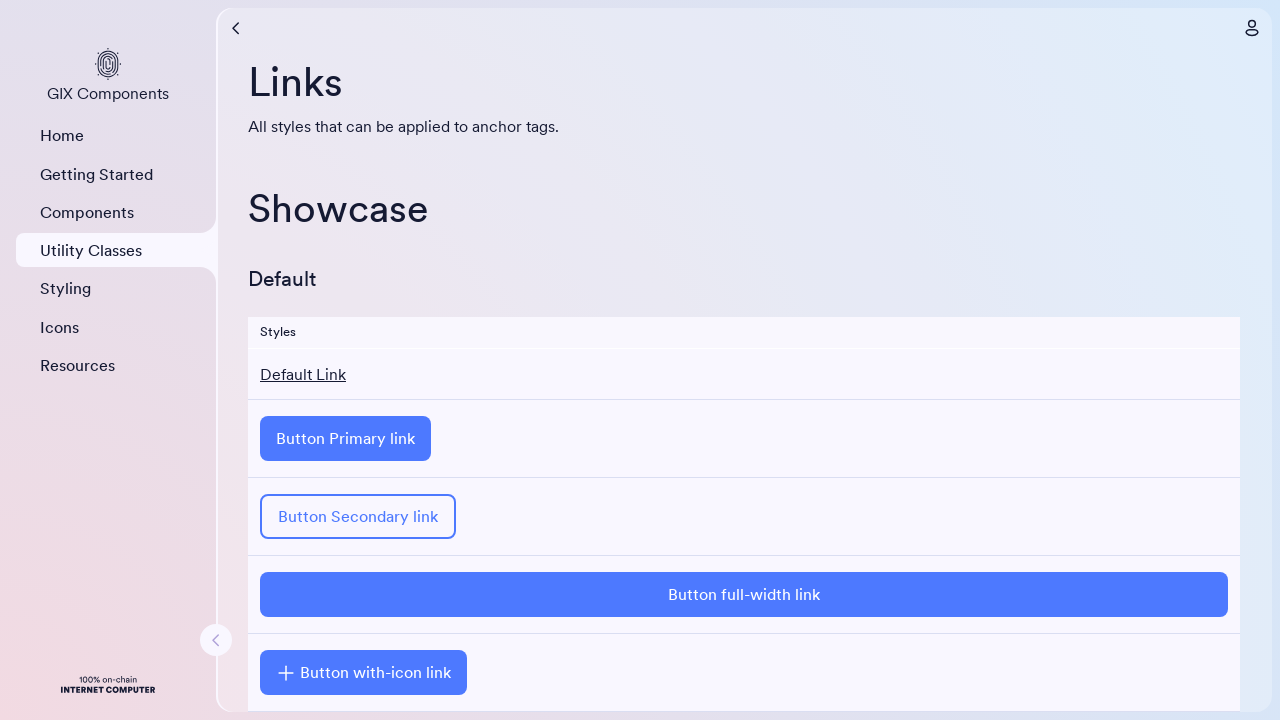 GIX Components
Home
Getting Started
Components
Utility Classes
Styling
Icons
Resources
100% on-chain
INTERNET COMPUTER
Links
All styles that can be applied to anchor tags.
Showcase
Default
Styles
Default Link
Button Primary link
Button Secondary link
Button full-width link
Button with-icon link